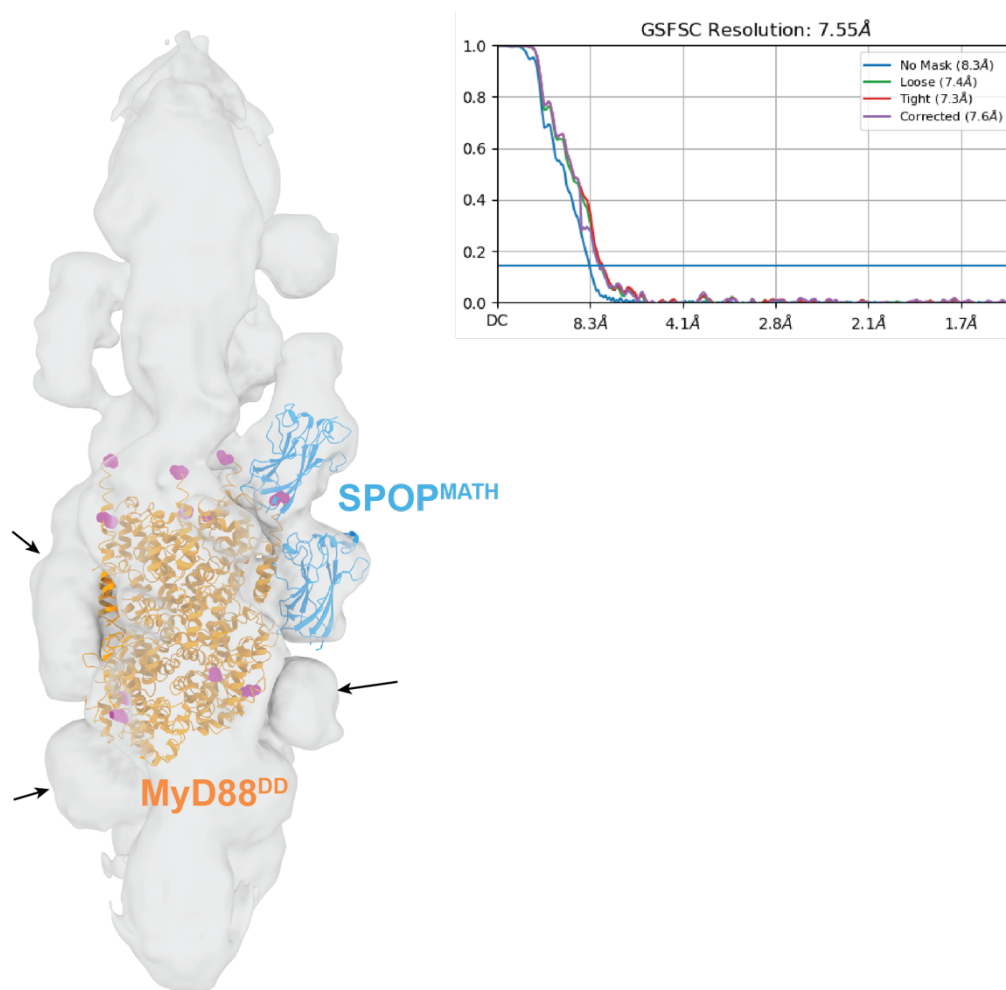 GSFSC Resolution: 7.55Å
No Mask (8.3Å)
Loose (7.4Å)
Tight (7.3Å)
Corrected (7.6Å)
1.0
0.8
0.6
0.4
0.2
0.0
DC 8.3Å 4.1Å 2.8Å 2.1Å 1.7Å
SPOPᴹᴬᵀᴴ
MyD88ᴰᴰ